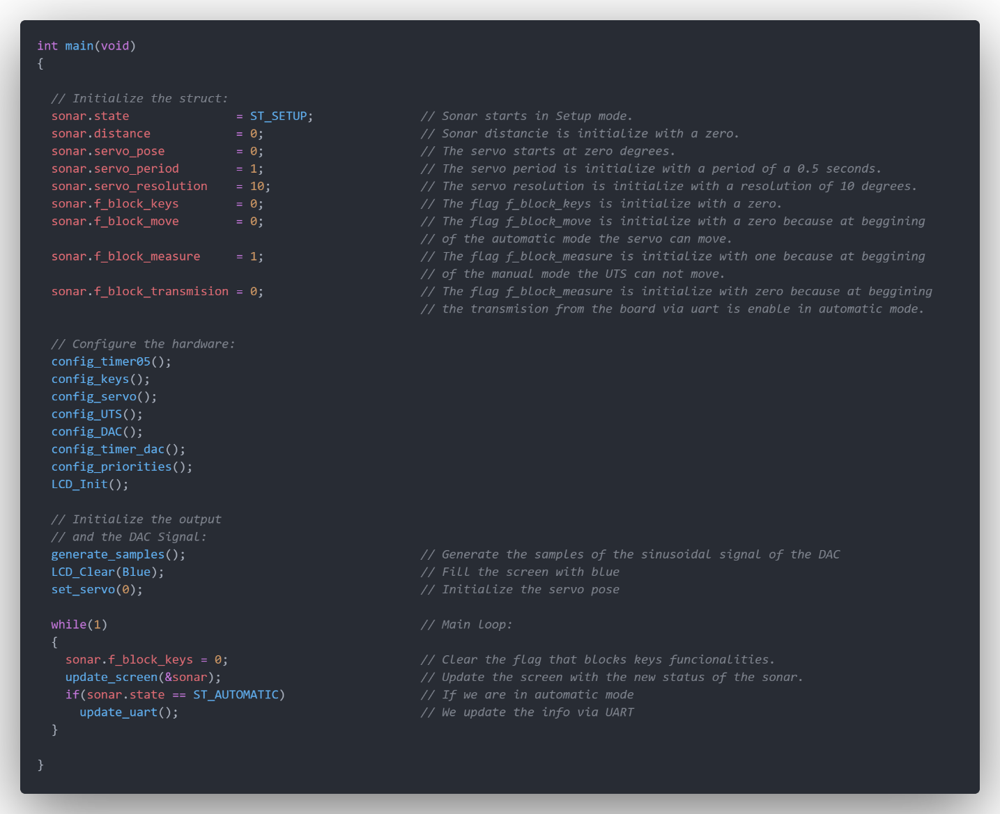 int main(void)
{
// Initialize the struct:
sonar.state = ST_SETUP; // Sonar starts in Setup mode.
sonar.distance = 0; // Sonar distancie is initialize with a zero.
sonar.servo_pose = 0; // The servo starts at zero degrees.
sonar.servo_period = 1; // The servo period is initialize with a period of a 0.5 seconds.
sonar.servo_resolution = 10; // The servo resolution is initialize with a resolution of 10 degrees.
sonar.f_block_keys = 0; // The flag f_block_keys is initialize with a zero.
sonar.f_block_move = 0; // The flag f_block_move is initialize with a zero because at beggining
// of the automatic mode the servo can move.
sonar.f_block_measure = 1; // The flag f_block_measure is initialize with one because at beggining
// of the manual mode the UTS can not move.
sonar.f_block_transmision = 0; // The flag f_block_measure is initialize with zero because at beggining
// the transmision from the board via uart is enable in automatic mode.
// Configure the hardware:
config_timer05();
config_keys();
config_servo();
config_UTS();
config_DAC();
config_timer_dac();
config_priorities();
LCD_Init();
// Initialize the output
// and the DAC Signal:
generate_samples(); // Generate the samples of the sinusoidal signal of the DAC
LCD_Clear(Blue); // Fill the screen with blue
set_servo(0); // Initialize the servo pose
while(1) // Main loop:
{
sonar.f_block_keys = 0; // Clear the flag that blocks keys funcionalities.
update_screen(&sonar); // Update the screen with the new status of the sonar.
if(sonar.state == ST_AUTOMATIC) // If we are in automatic mode
update_uart(); // We update the info via UART
}
}